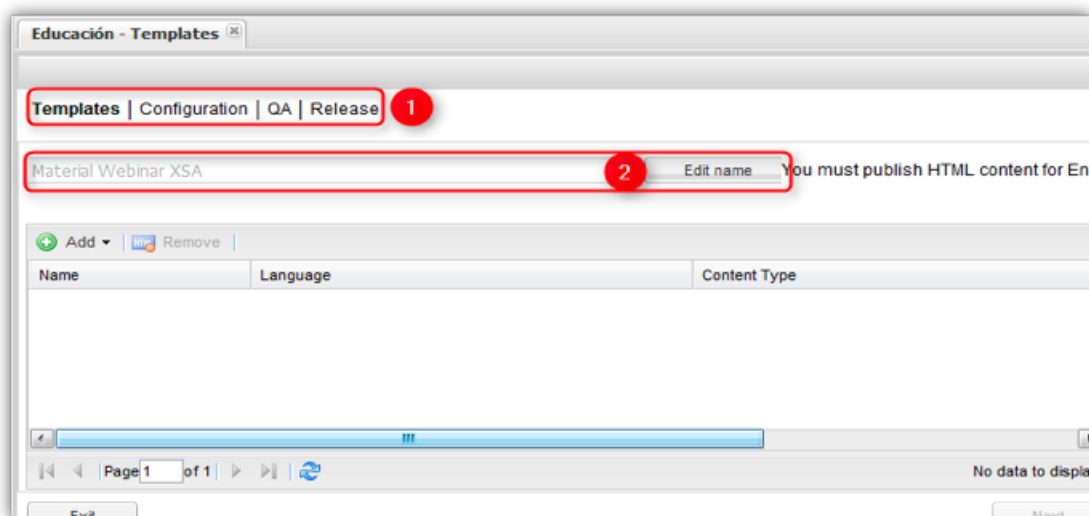 Educación - Templates
Templates | Configuration | QA | Release 1
Material Webinar XSA 2 Edit name You must publish HTML content for En
Add Remove
Name Language Content Type
Page 1 of 1 No data to displa
Exit Next